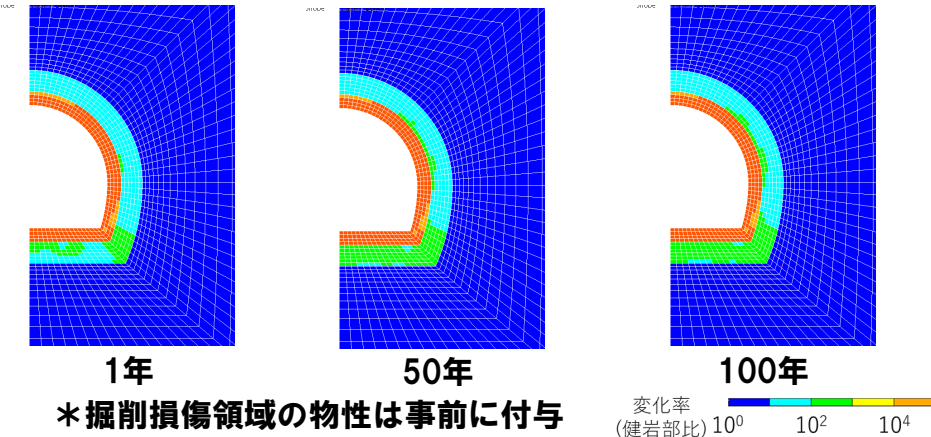 1年
50年
100年
＊掘削損傷領域の物性は事前に付与
変化率
(健岩部比)
10⁰
10²
10⁴